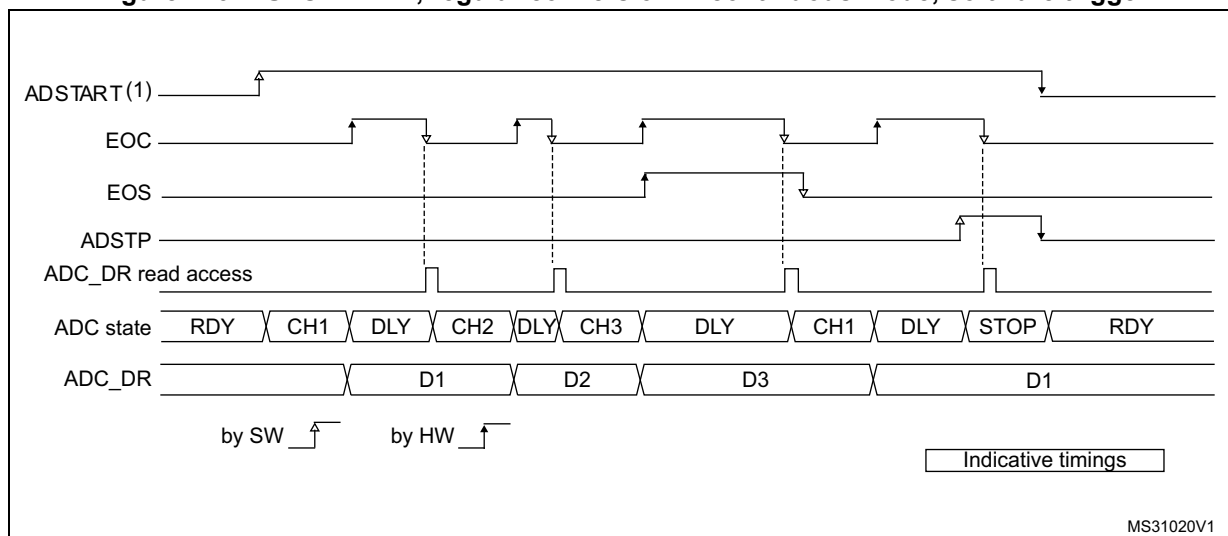 ADSTART(1)
EOC
EOS
ADSTP
ADC_DR read access
ADC state RDY CH1 DLY CH2 DLY CH3 DLY CH1 DLY STOP RDY
ADC_DR D1 D2 D3 D1
by SW by HW
Indicative timings
MS31020V1